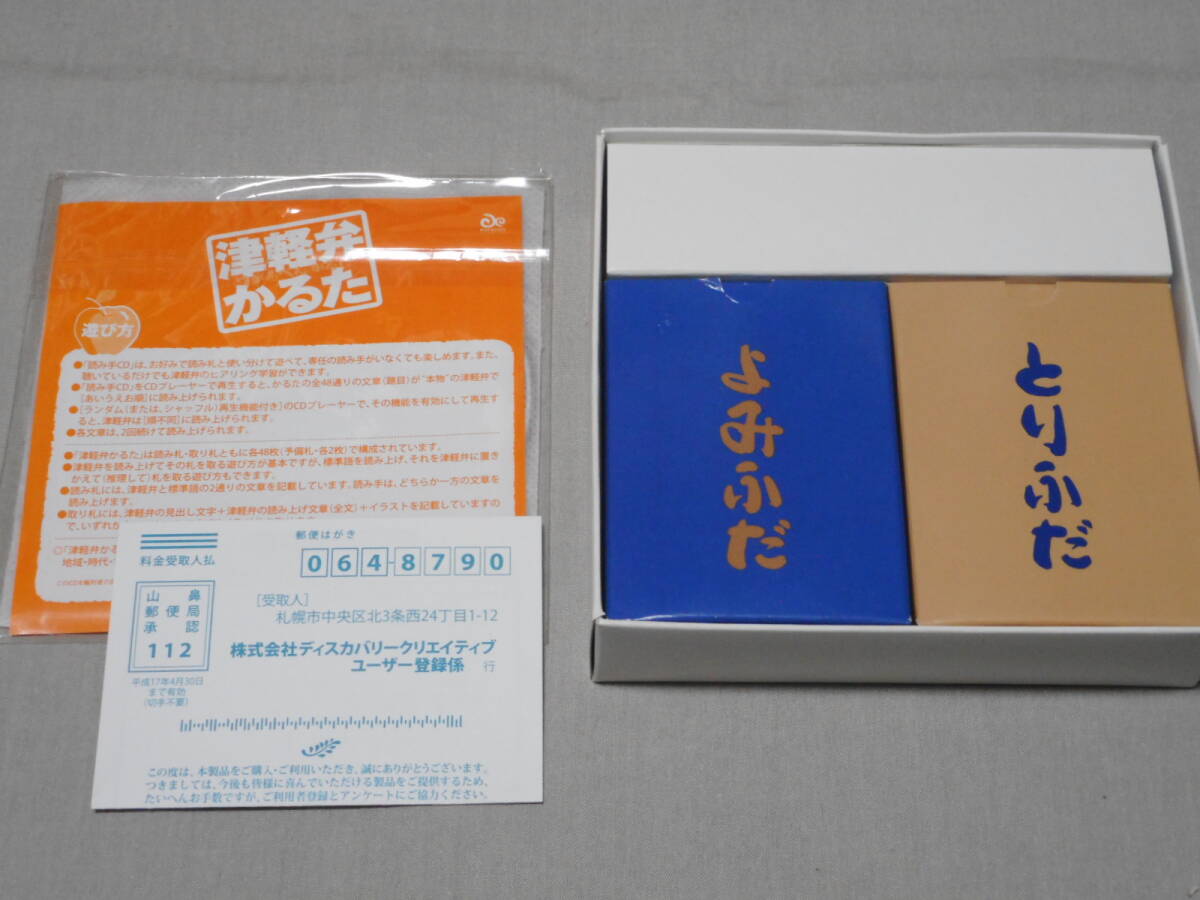 津軽弁
かるた
遊び方
●「読み手CD」は、お好みで読み札と使い分けて遊べて、専任の読み手がいなくても楽しめます。また、
聴いているだけでも津軽弁のヒアリング学習ができます。
●「読み手CD」をCDプレーヤーで再生すると、かるたの全48通りの文章(題目)が“本物”の津軽弁で
[あいうえお順]に読み上げられます。
●[ランダム(または、シャッフル)再生機能付き]のCDプレーヤーで、その機能を有効にして再生す
ると、津軽弁は[順不同]に読み上げられます。
●各文章は、2回続けて読み上げられます。
●「津軽弁かるた」は読み札・取り札ともに各48枚(予備札・各2枚)で構成されています。
●津軽弁を読み上げてその札を取る遊び方が基本ですが、標準語を読み上げ、それを津軽弁に置き
かえて(推理して)札を取る遊び方もできます。
●読み札には、津軽弁と標準語の2通りの文章を記載しています。読み手は、どちらか一方の文章を
読み上げます。
●取り札には、津軽弁の見出し文字+津軽弁の読み上げ文章(全文)+イラストを記載していますの
で、いずれか
○「津軽弁かる
地域・時代・
郵便はがき
料金受取人払
0648790
山鼻
郵便局
承認
112
平成17年4月30日
まで有効
(切手不要)
[受取人]
札幌市中央区北3条西24丁目1-12
株式会社ディスカバリークリエイティブ
ユーザー登録係 行
この度は、本製品をご購入・ご利用いただき、誠にありがとうございます。
つきましては、今後も皆様に喜んでいただける製品をご提供するため、
たいへんお手数ですが、ご利用者登録とアンケートにご協力ください。
よみふだ
とりふだ